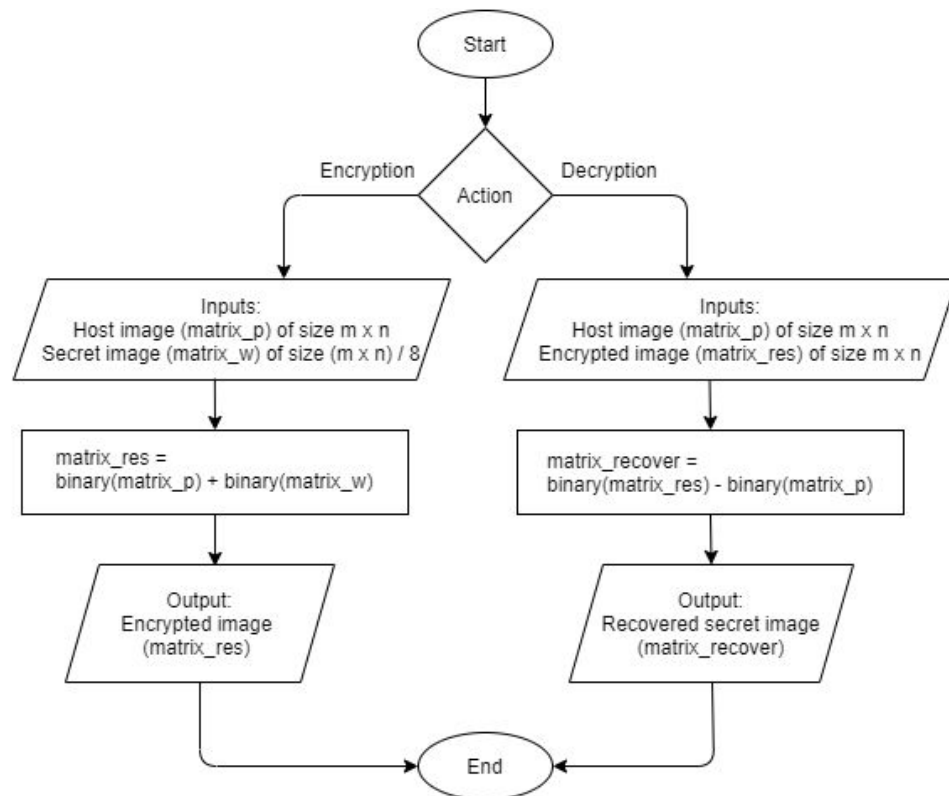 Start
Encryption
Decryption
Action
Inputs:
Host image (matrix_p) of size m x n
Secret image (matrix_w) of size (m x n) / 8
Inputs:
Host image (matrix_p) of size m x n
Encrypted image (matrix_res) of size m x n
matrix_res =
binary(matrix_p) + binary(matrix_w)
matrix_recover =
binary(matrix_res) - binary(matrix_p)
Output:
Encrypted image
(matrix_res)
Output:
Recovered secret image
(matrix_recover)
End